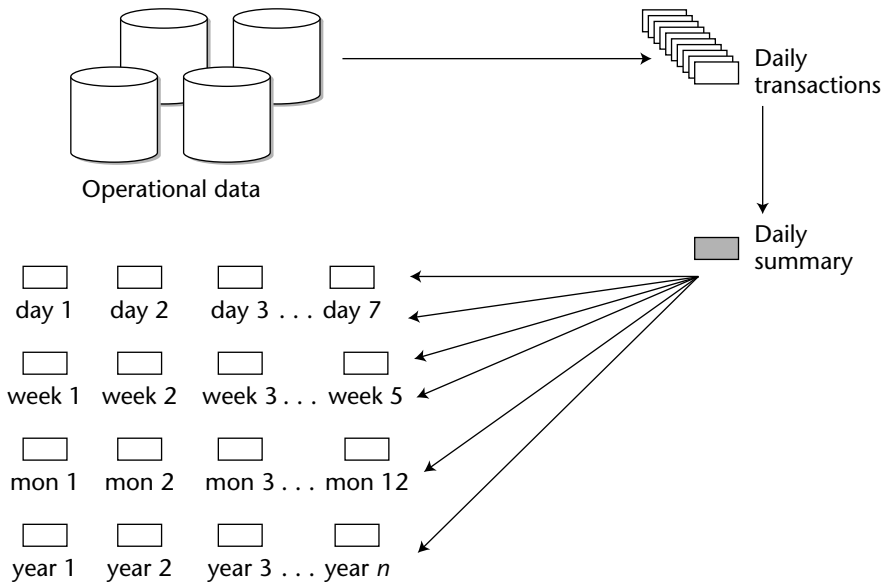 Daily
transactions
Operational data
Daily
summary
day 1 day 2 day 3 . . . day 7
week 1 week 2 week 3 . . . week 5
mon 1 mon 2 mon 3 . . . mon 12
year 1 year 2 year 3 . . . year n